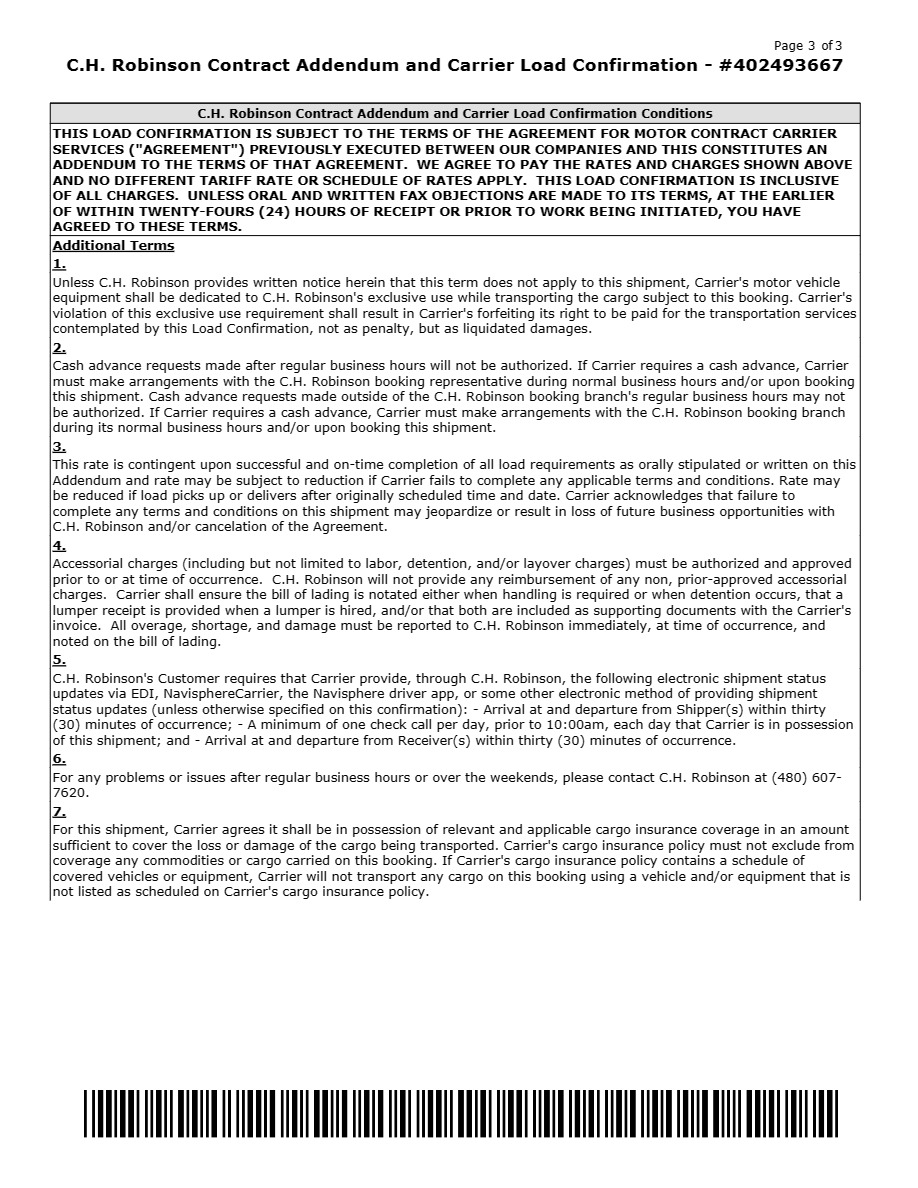 Page 3 of 3
C.H. Robinson Contract Addendum and Carrier Load Confirmation - #402493667
C.H. Robinson Contract Addendum and Carrier Load Confirmation Conditions
THIS LOAD CONFIRMATION IS SUBJECT TO THE TERMS OF THE AGREEMENT FOR MOTOR CONTRACT CARRIER
SERVICES ("AGREEMENT") PREVIOUSLY EXECUTED BETWEEN OUR COMPANIES AND THIS CONSTITUTES AN
ADDENDUM TO THE TERMS OF THAT AGREEMENT.  WE AGREE TO PAY THE RATES AND CHARGES SHOWN ABOVE
AND NO DIFFERENT TARIFF RATE OR SCHEDULE OF RATES APPLY.  THIS LOAD CONFIRMATION IS INCLUSIVE
OF ALL CHARGES.  UNLESS ORAL AND WRITTEN FAX OBJECTIONS ARE MADE TO ITS TERMS, AT THE EARLIER
OF WITHIN TWENTY-FOURS (24) HOURS OF RECEIPT OR PRIOR TO WORK BEING INITIATED, YOU HAVE
AGREED TO THESE TERMS.
Additional Terms
1.
Unless C.H. Robinson provides written notice herein that this term does not apply to this shipment, Carrier's motor vehicle
equipment shall be dedicated to C.H. Robinson's exclusive use while transporting the cargo subject to this booking. Carrier's
violation of this exclusive use requirement shall result in Carrier's forfeiting its right to be paid for the transportation services
contemplated by this Load Confirmation, not as penalty, but as liquidated damages.
2.
Cash advance requests made after regular business hours will not be authorized. If Carrier requires a cash advance, Carrier
must make arrangements with the C.H. Robinson booking representative during normal business hours and/or upon booking
this shipment. Cash advance requests made outside of the C.H. Robinson booking branch's regular business hours may not
be authorized. If Carrier requires a cash advance, Carrier must make arrangements with the C.H. Robinson booking branch
during its normal business hours and/or upon booking this shipment.
3.
This rate is contingent upon successful and on-time completion of all load requirements as orally stipulated or written on this
Addendum and rate may be subject to reduction if Carrier fails to complete any applicable terms and conditions. Rate may
be reduced if load picks up or delivers after originally scheduled time and date. Carrier acknowledges that failure to
complete any terms and conditions on this shipment may jeopardize or result in loss of future business opportunities with
C.H. Robinson and/or cancelation of the Agreement.
4.
Accessorial charges (including but not limited to labor, detention, and/or layover charges) must be authorized and approved
prior to or at time of occurrence.  C.H. Robinson will not provide any reimbursement of any non, prior-approved accessorial
charges.  Carrier shall ensure the bill of lading is notated either when handling is required or when detention occurs, that a
lumper receipt is provided when a lumper is hired, and/or that both are included as supporting documents with the Carrier's
invoice.  All overage, shortage, and damage must be reported to C.H. Robinson immediately, at time of occurrence, and
noted on the bill of lading.
5.
C.H. Robinson's Customer requires that Carrier provide, through C.H. Robinson, the following electronic shipment status
updates via EDI, NavisphereCarrier, the Navisphere driver app, or some other electronic method of providing shipment
status updates (unless otherwise specified on this confirmation): - Arrival at and departure from Shipper(s) within thirty
(30) minutes of occurrence; - A minimum of one check call per day, prior to 10:00am, each day that Carrier is in possession
of this shipment; and - Arrival at and departure from Receiver(s) within thirty (30) minutes of occurrence.
6.
For any problems or issues after regular business hours or over the weekends, please contact C.H. Robinson at (480) 607-
7620.
7.
For this shipment, Carrier agrees it shall be in possession of relevant and applicable cargo insurance coverage in an amount
sufficient to cover the loss or damage of the cargo being transported. Carrier's cargo insurance policy must not exclude from
coverage any commodities or cargo carried on this booking. If Carrier's cargo insurance policy contains a schedule of
covered vehicles or equipment, Carrier will not transport any cargo on this booking using a vehicle and/or equipment that is
not listed as scheduled on Carrier's cargo insurance policy.